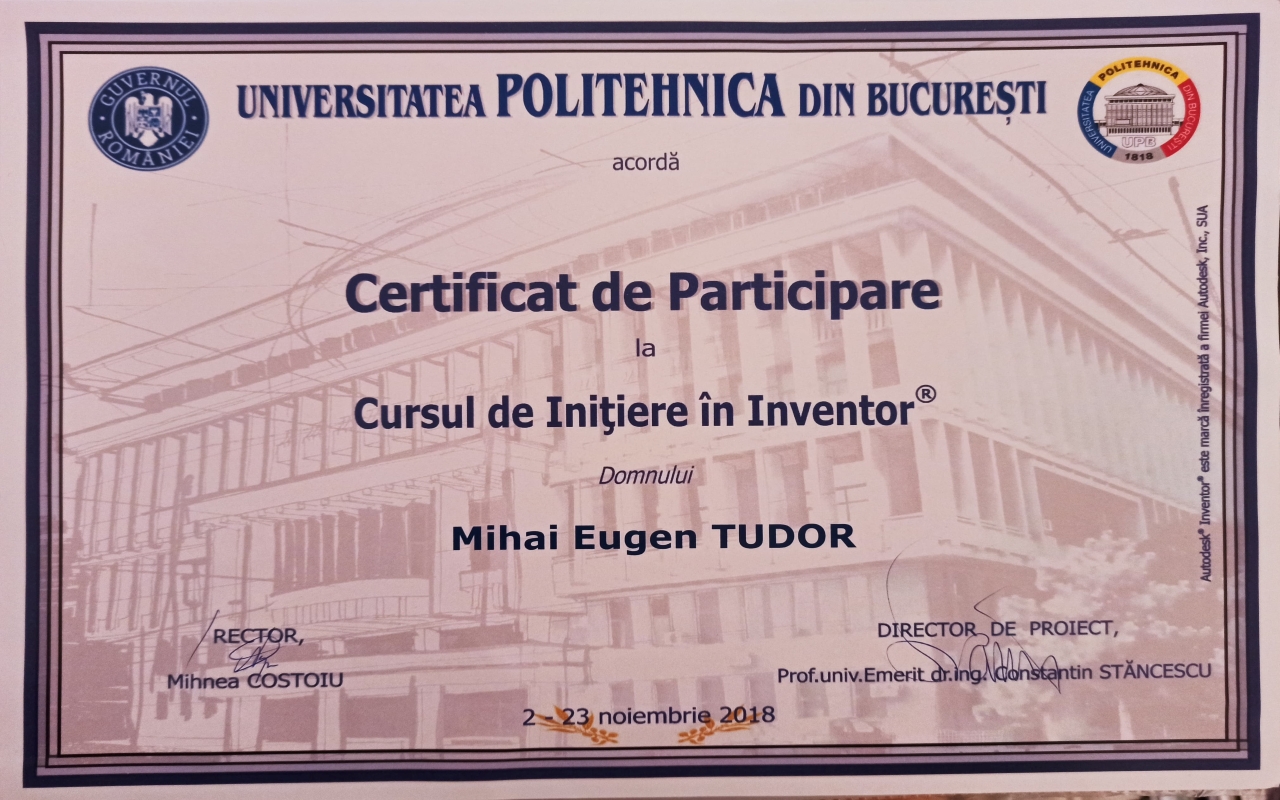 GUVERNUL ROMÂNIEI
UNIVERSITATEA POLITEHNICA DIN BUCUREȘTI
UNIVERSITATEA POLITEHNICA DIN BUCURESTI
UPB
1818
acordă
Certificat de Participare
la
Cursul de Iniţiere în Inventor®
Domnului
Mihai Eugen TUDOR
RECTOR,
Mihnea COSTOIU
DIRECTOR DE PROIECT,
Prof.univ.Emerit dr.ing. Constantin STĂNCESCU
2 - 23 noiembrie 2018
Autodesk® Inventor® este marcă înregistrată a firmei Autodesk, Inc., SUA